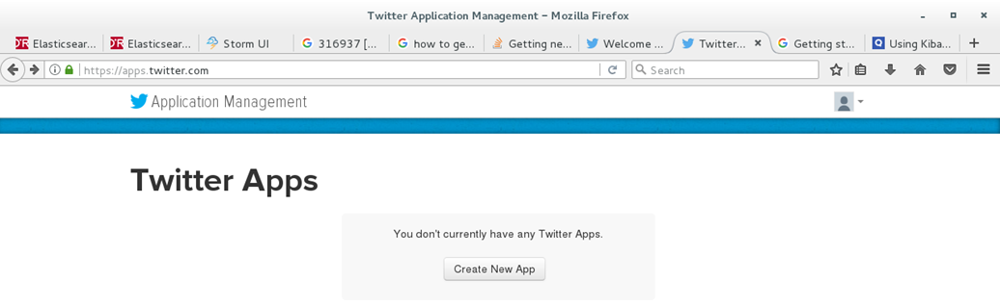 Twitter Application Management – Mozilla Firefox
Elasticsear... Elasticsear... Storm UI 316937 [... how to ge... Getting ne... Welcome ... Twitter... Getting st... Using Kiba...
https://apps.twitter.com Search
Application Management
Twitter Apps
You don't currently have any Twitter Apps.
Create New App